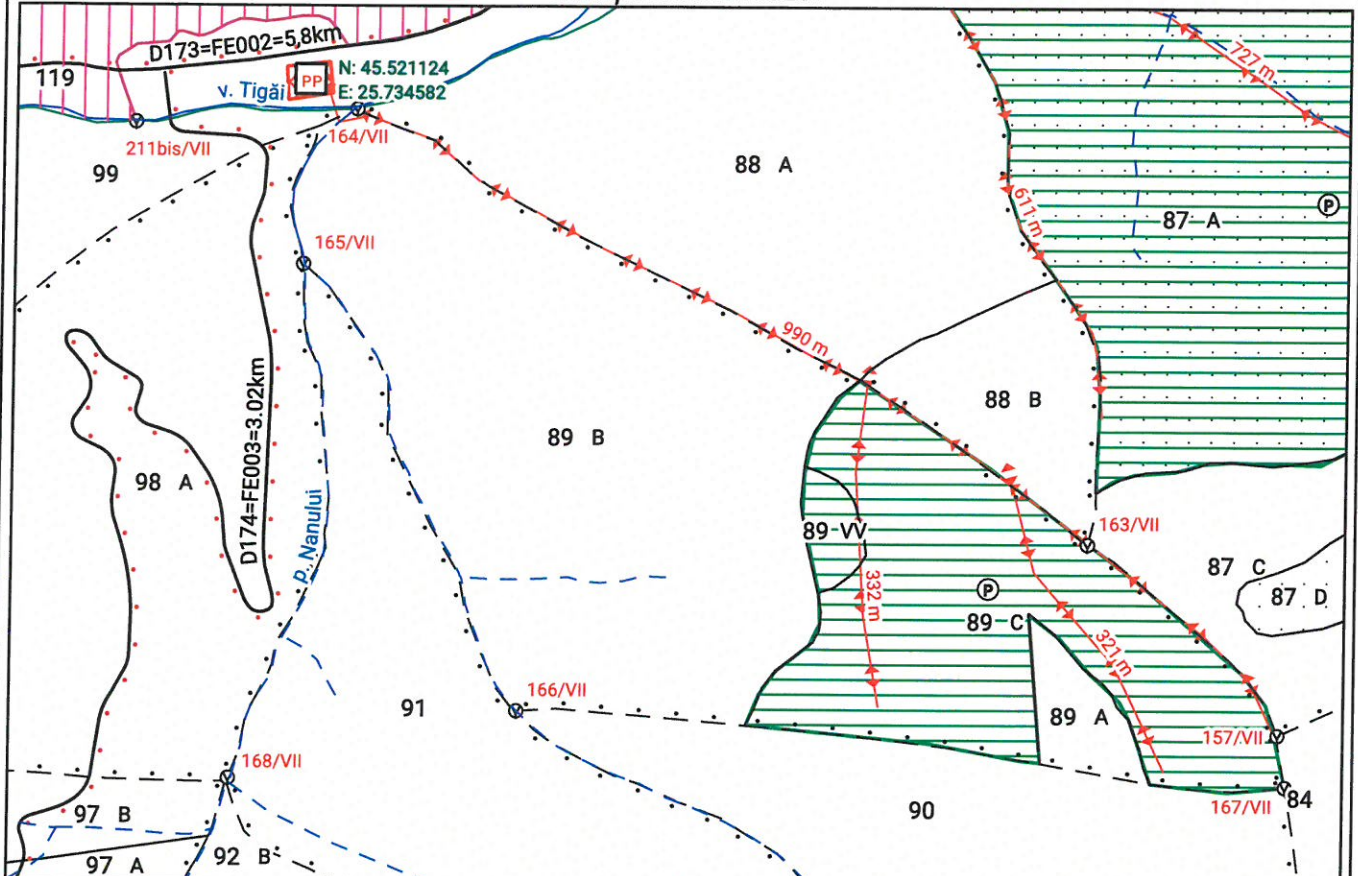 D173=FE002=5,8km
119
v. Tigăi
PP
N: 45.521124
E: 25.734582
727 m
211bis/VII
164/VII
99
88 A
87 A
P
611 m
165/VII
990 m
88 B
89 B
98 A
D174=FE003=3.02km
p. Nanului
89 VV
163/VII
87 C
87 D
332 m
P
89 C
321 m
91
166/VII
89 A
157/VII
168/VII
90
167/VII
84
97 B
92 B
97 A